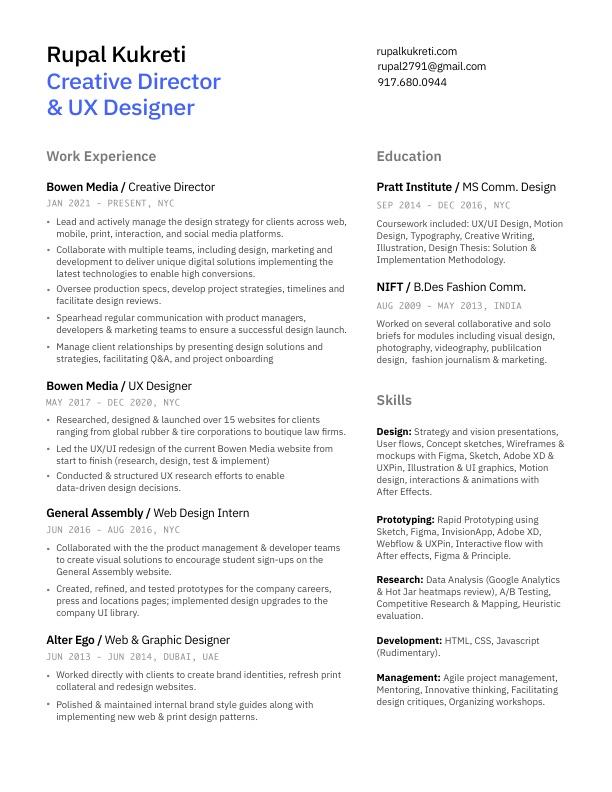 Rupal Kukreti
Creative Director
& UX Designer
rupalkukreti.com
rupal2791@gmail.com
917.680.0944
Work Experience
Bowen Media / Creative Director
JAN 2021 – PRESENT, NYC
• Lead and actively manage the design strategy for clients across web,
mobile, print, interaction, and social media platforms.
• Collaborate with multiple teams, including design, marketing and
development to deliver unique digital solutions implementing the
latest technologies to enable high conversions.
• Oversee production specs, develop project strategies, timelines and
facilitate design reviews.
• Spearhead regular communication with product managers,
developers & marketing teams to ensure a successful design launch.
• Manage client relationships by presenting design solutions and
strategies, facilitating Q&A, and project onboarding
Bowen Media / UX Designer
MAY 2017 – DEC 2020, NYC
• Researched, designed & launched over 15 websites for clients
ranging from global rubber & tire corporations to boutique law firms.
• Led the UX/UI redesign of the current Bowen Media website from
start to finish (research, design, test & implement)
• Conducted & structured UX research efforts to enable
data-driven design decisions.
General Assembly / Web Design Intern
JUN 2016 – AUG 2016, NYC
• Collaborated with the the product management & developer teams
to create visual solutions to encourage student sign-ups on the
General Assembly website.
• Created, refined, and tested prototypes for the company careers,
press and locations pages; implemented design upgrades to the
company UI library.
Alter Ego / Web & Graphic Designer
JUN 2013 – JUN 2014, DUBAI, UAE
• Worked directly with clients to create brand identities, refresh print
collateral and redesign websites.
• Polished & maintained internal brand style guides along with
implementing new web & print design patterns.
Education
Pratt Institute / MS Comm. Design
SEP 2014 – DEC 2016, NYC
Coursework included: UX/UI Design, Motion
Design, Typography, Creative Writing,
Illustration, Design Thesis: Solution &
Implementation Methodology.
NIFT / B.Des Fashion Comm.
AUG 2009 – MAY 2013, INDIA
Worked on several collaborative and solo
briefs for modules including visual design,
photography, videography, publilcation
design, fashion journalism & marketing.
Skills
Design: Strategy and vision presentations,
User flows, Concept sketches, Wireframes &
mockups with Figma, Sketch, Adobe XD &
UXPin, Illustration & UI graphics, Motion
design, interactions & animations with
After Effects.
Prototyping: Rapid Prototyping using
Sketch, Figma, InvisionApp, Adobe XD,
Webflow & UXPin, Interactive flow with
After effects, Figma & Principle.
Research: Data Analysis (Google Analytics
& Hot Jar heatmaps review), A/B Testing,
Competitive Research & Mapping, Heuristic
evaluation.
Development: HTML, CSS, Javascript
(Rudimentary).
Management: Agile project management,
Mentoring, Innovative thinking, Facilitating
design critiques, Organizing workshops.